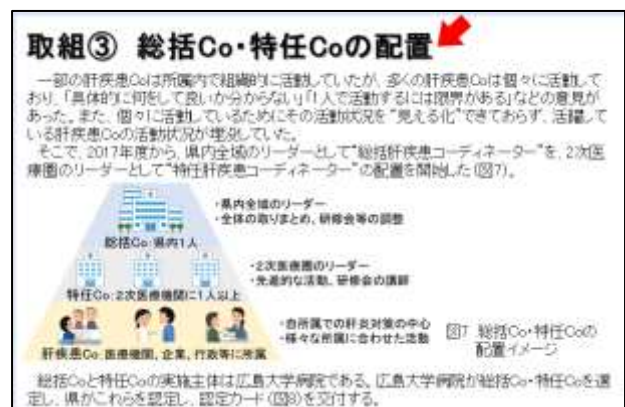 取組③ 総括Co・特任Coの配置
一部の肝疾患Coは所属内で組織的に活動していたが、多くの肝疾患Coは個々に活動して
おり、「具体的に何をして良いか分からない」「1人で活動するには限界がある」などの意見が
あった。また、個々に活動しているためにその活動状況を“見える化”できておらず、活躍して
いる肝疾患Coの活動状況が埋没していた。
そこで、2017年度から、県内全域のリーダーとして“総括肝疾患コーディネーター”を、2次医
療圏のリーダーとして“特任肝疾患コーディネーター”の配置を開始した(図7)。
・県内全域のリーダー
・全体の取りまとめ、研修会等の調整
総括Co:県内1人
・2次医療圏のリーダー
・先進的な活動、研修会の講師
特任Co:2次医療機関に1人以上
・自所属での肝炎対策の中心
・様々な所属に合わせた活動
肝疾患Co:医療機関、企業、行政等に所属
図7 総括Co・特任Coの
配置イメージ
総括Coと特任Coの実施主体は広島大学病院である。広島大学病院が総括Co・特任Coを選
定し、県がこれらを認定し、認定カード(図8)を交付する。